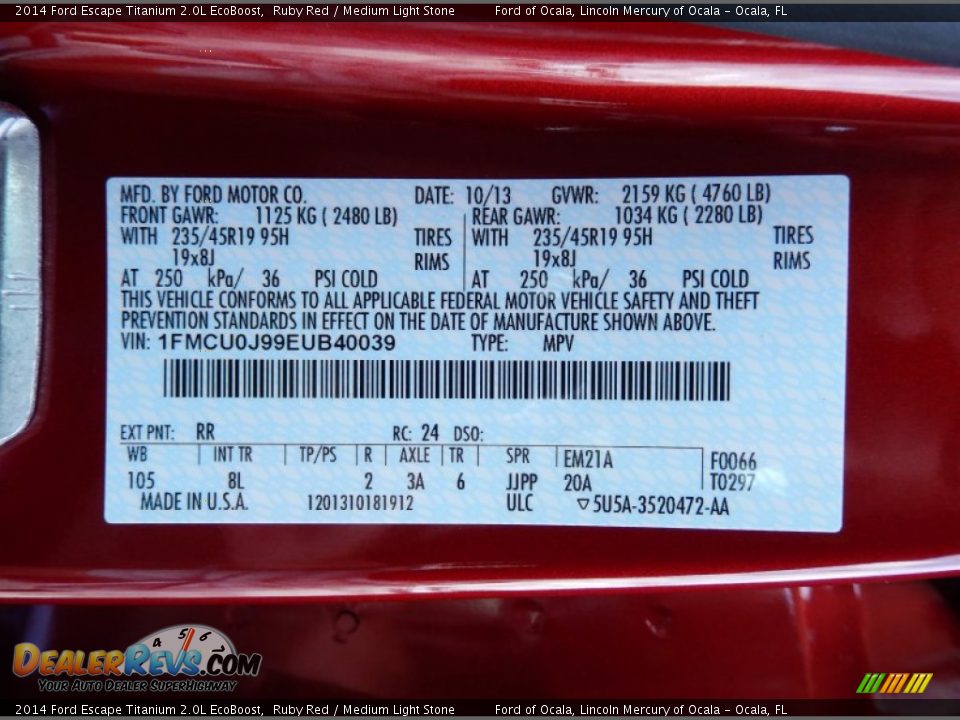 2014 Ford Escape Titanium 2.0L EcoBoost, Ruby Red / Medium Light Stone Ford of Ocala, Lincoln Mercury of Ocala - Ocala, FL
MFD. BY FORD MOTOR CO. DATE: 10/13 GVWR: 2159 KG ( 4760 LB)
FRONT GAWR: 1125 KG ( 2480 LB) REAR GAWR: 1034 KG ( 2280 LB)
WITH 235/45R19 95H TIRES WITH 235/45R19 95H TIRES
19x8J RIMS 19x8J RIMS
AT 250 kPa/ 36 PSI COLD AT 250 kPa/ 36 PSI COLD
THIS VEHICLE CONFORMS TO ALL APPLICABLE FEDERAL MOTOR VEHICLE SAFETY AND THEFT
PREVENTION STANDARDS IN EFFECT ON THE DATE OF MANUFACTURE SHOWN ABOVE.
VIN: 1FMCU0J99EUB40039 TYPE: MPV
EXT PNT: RR RC: 24 DSO:
WB INT TR TP/PS R AXLE TR SPR EM21A F0066
105 8L 2 3A 6 JJPP 20A T0297
MADE IN U.S.A. 1201310181912 ULC ▽5U5A-3520472-AA
4 5 6
DEALERREVS.COM
YOUR AUTO DEALER SUPERHIGHWAY
2014 Ford Escape Titanium 2.0L EcoBoost, Ruby Red / Medium Light Stone Ford of Ocala, Lincoln Mercury of Ocala - Ocala, FL